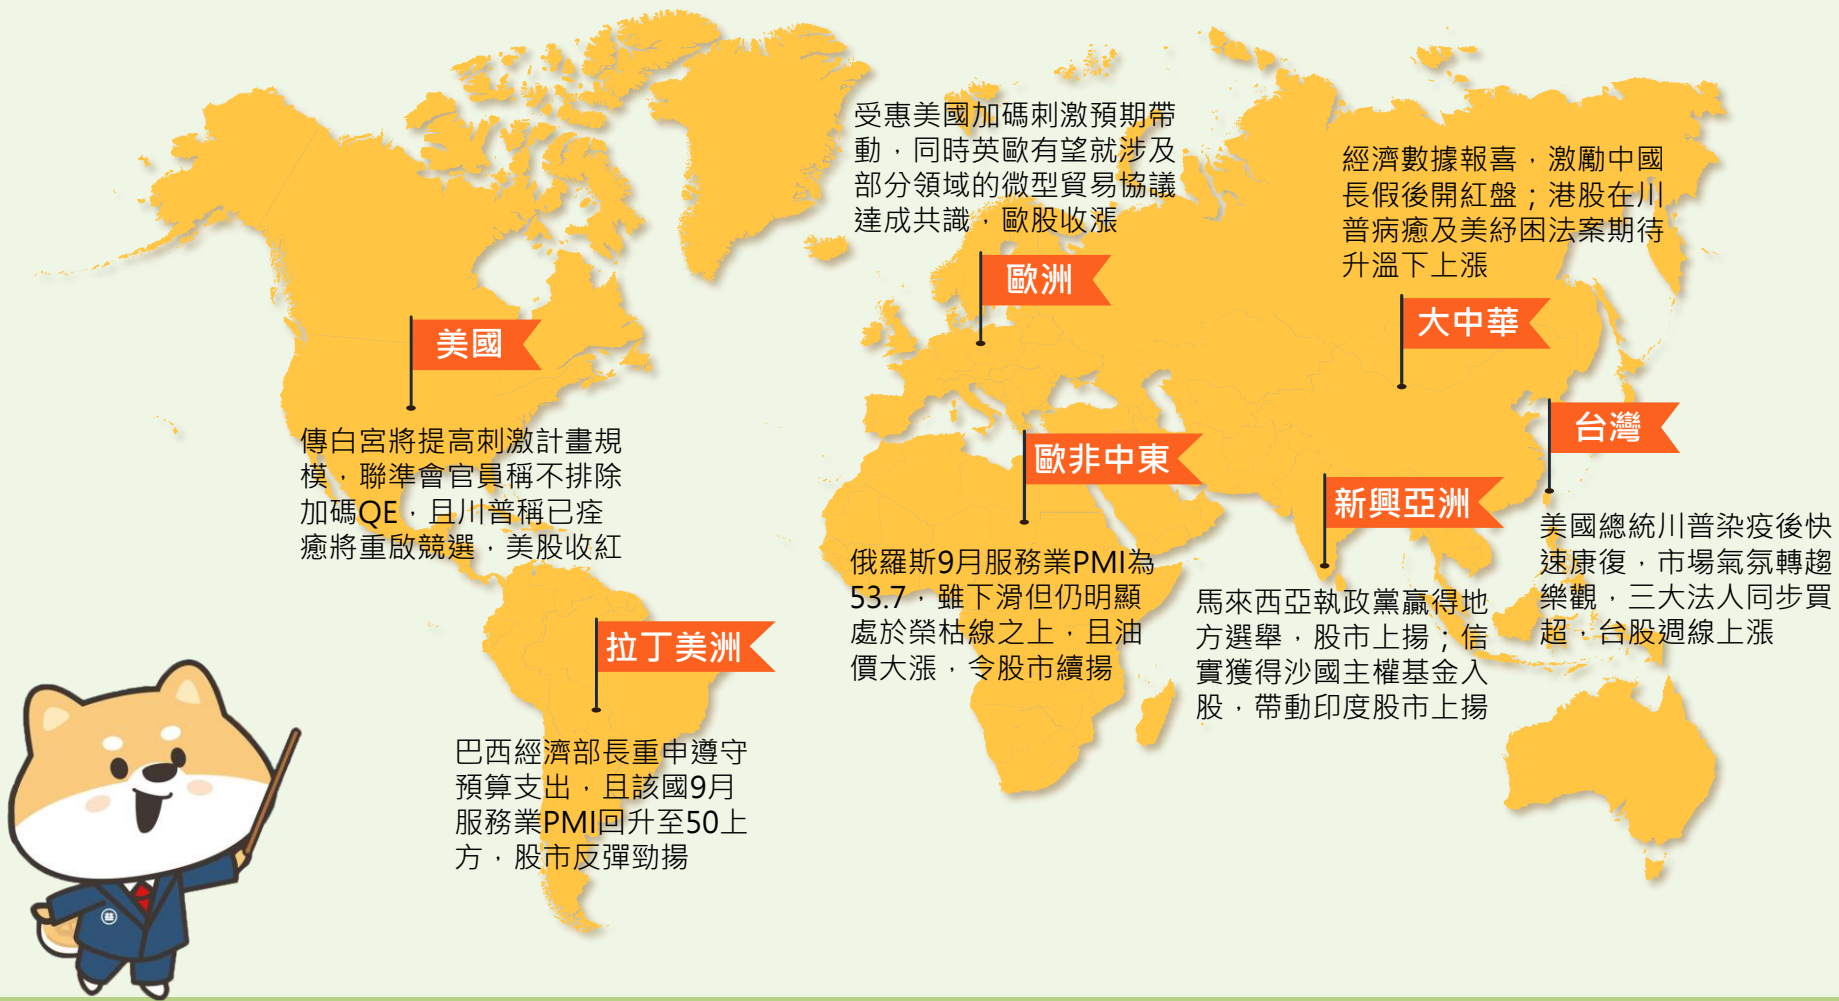 受惠美國加碼刺激預期帶
動，同時英歐有望就涉及
部分領域的微型貿易協議
達成共識，歐股收漲
歐洲
經濟數據報喜，激勵中國
長假後開紅盤；港股在川
普病癒及美紓困法案期待
升溫下上漲
大中華
美國
傳白宮將提高刺激計畫規
模，聯準會官員稱不排除
加碼QE，且川普稱已痊
癒將重啟競選，美股收紅
歐非中東
俄羅斯9月服務業PMI為
53.7，雖下滑但仍明顯
處於榮枯線之上，且油
價大漲，令股市續揚
新興亞洲
馬來西亞執政黨贏得地
方選舉，股市上揚；信
實獲得沙國主權基金入
股，帶動印度股市上揚
台灣
美國總統川普染疫後快
速康復，市場氣氛轉趨
樂觀，三大法人同步買
超，台股週線上漲
拉丁美洲
巴西經濟部長重申遵守
預算支出，且該國9月
服務業PMI回升至50上
方，股市反彈勁揚